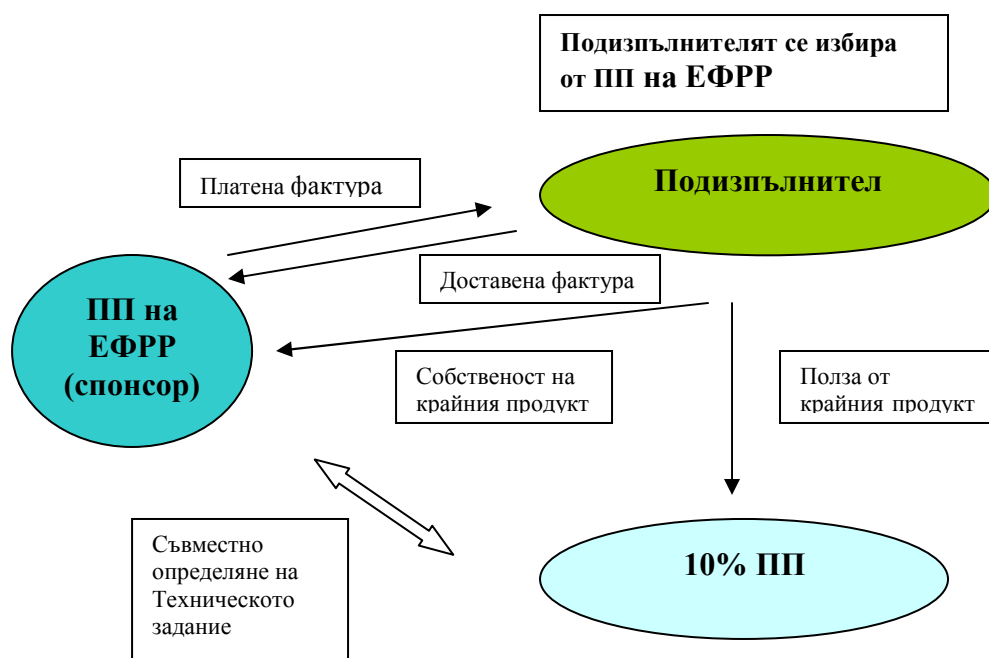 Подизпълнителят се избира
от ПП на ЕФРР
Платена фактура
Подизпълнител
Доставена фактура
ПП на
ЕФРР
(спонсор)
Собственост на
крайния продукт
Полза от
крайния продукт
Съвместно
определяне на
Техническото
задание
10% ПП